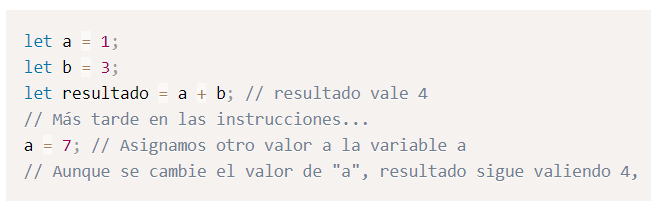 let a = 1;
let b = 3;
let resultado = a + b; // resultado vale 4
// Más tarde en las instrucciones...
a = 7; // Asignamos otro valor a la variable a
// Aunque se cambie el valor de "a", resultado sigue valiendo 4,